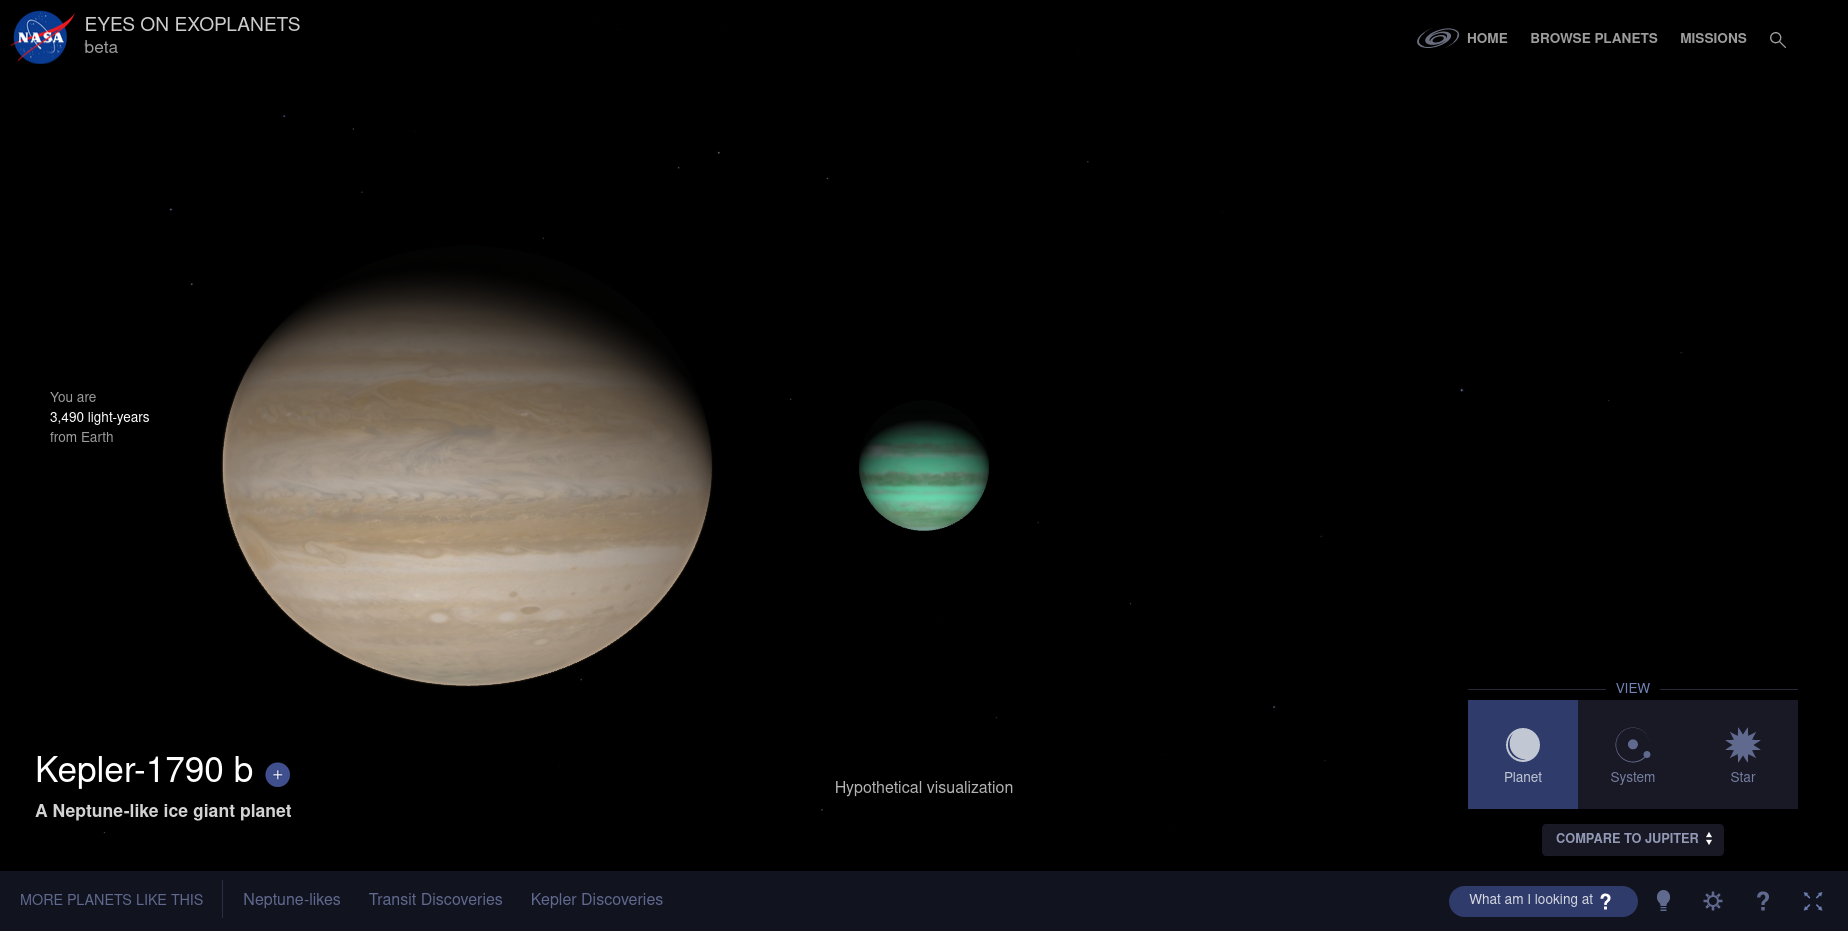 NASA
EYES ON EXOPLANETS
beta
HOME
BROWSE PLANETS
MISSIONS
You are
3,490 light-years
from Earth
Kepler-1790 b +
A Neptune-like ice giant planet
Hypothetical visualization
VIEW
Planet
System
Star
COMPARE TO JUPITER
MORE PLANETS LIKE THIS
Neptune-likes
Transit Discoveries
Kepler Discoveries
What am I looking at ?
?